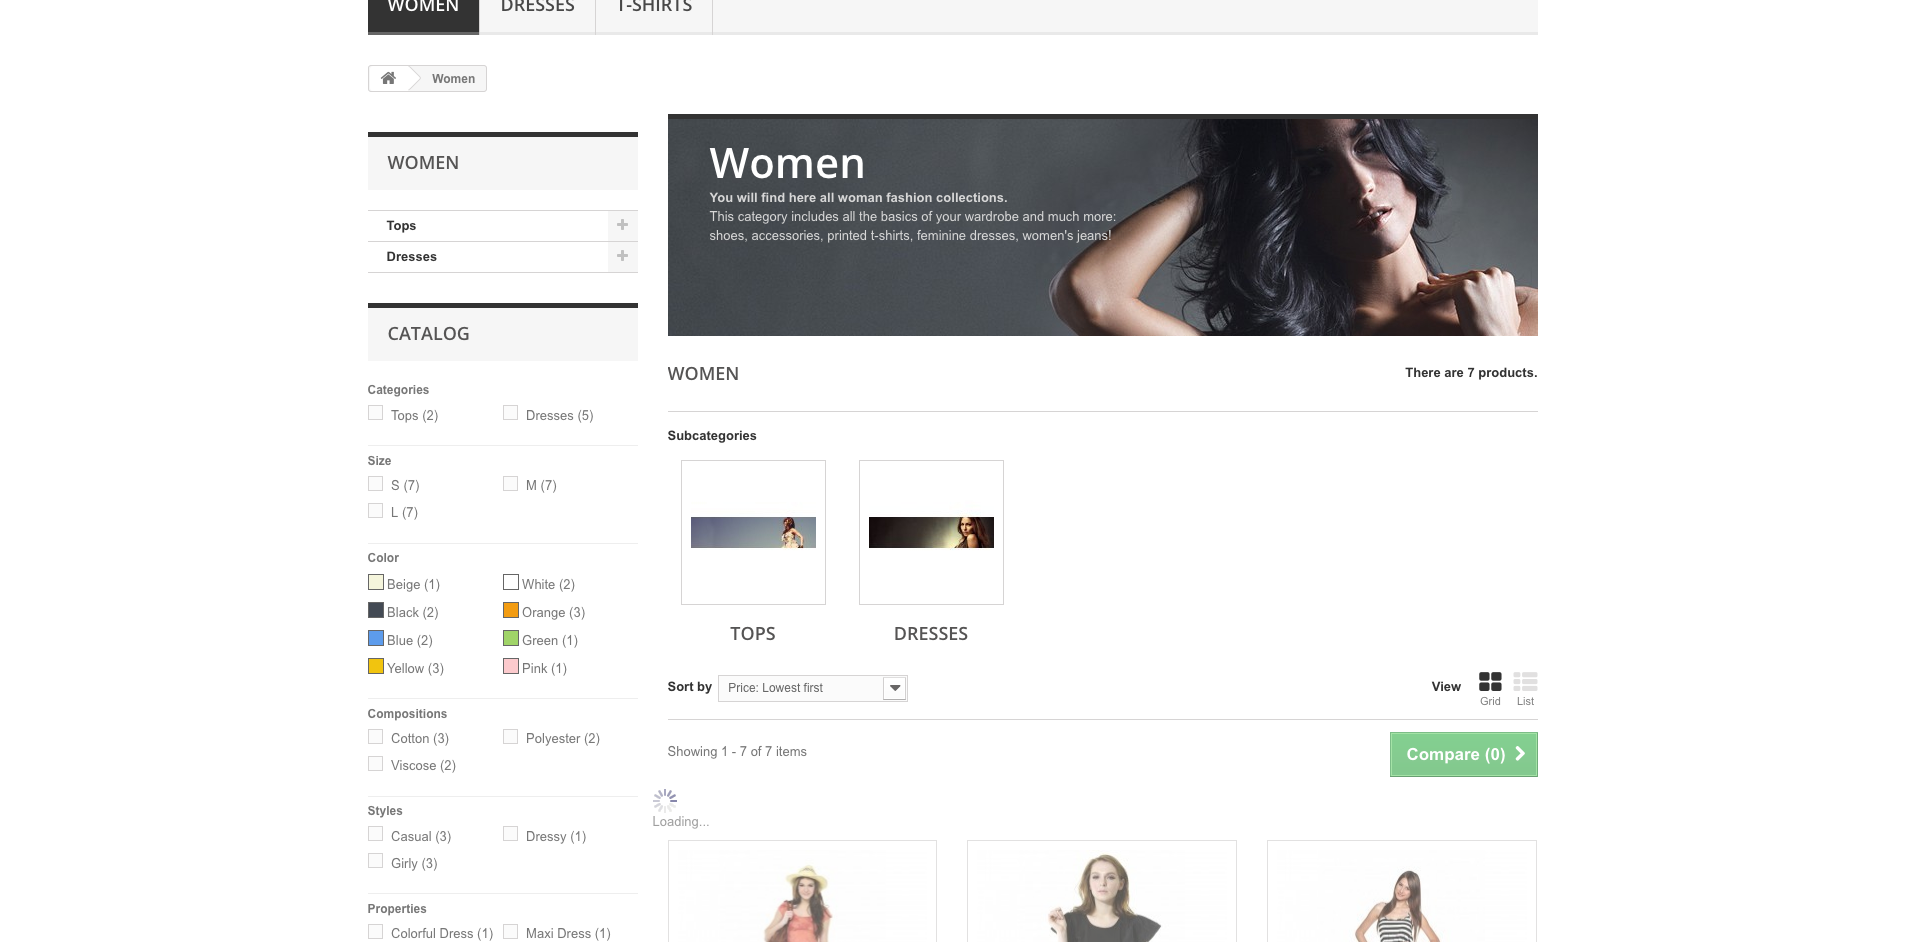 WOMEN
DRESSES
T-SHIRTS
Women
WOMEN
Tops
Dresses
CATALOG
Categories
Tops (2)
Dresses (5)
Size
S (7)
M (7)
L (7)
Color
Beige (1)
White (2)
Black (2)
Orange (3)
Blue (2)
Green (1)
Yellow (3)
Pink (1)
Compositions
Cotton (3)
Polyester (2)
Viscose (2)
Styles
Casual (3)
Dressy (1)
Girly (3)
Properties
Colorful Dress (1)
Maxi Dress (1)
Women
You will find here all woman fashion collections.
This category includes all the basics of your wardrobe and much more:
shoes, accessories, printed t-shirts, feminine dresses, women's jeans!
WOMEN
There are 7 products.
Subcategories
TOPS
DRESSES
Sort by
Price: Lowest first
View
Grid
List
Showing 1 - 7 of 7 items
Compare (0)
Loading...